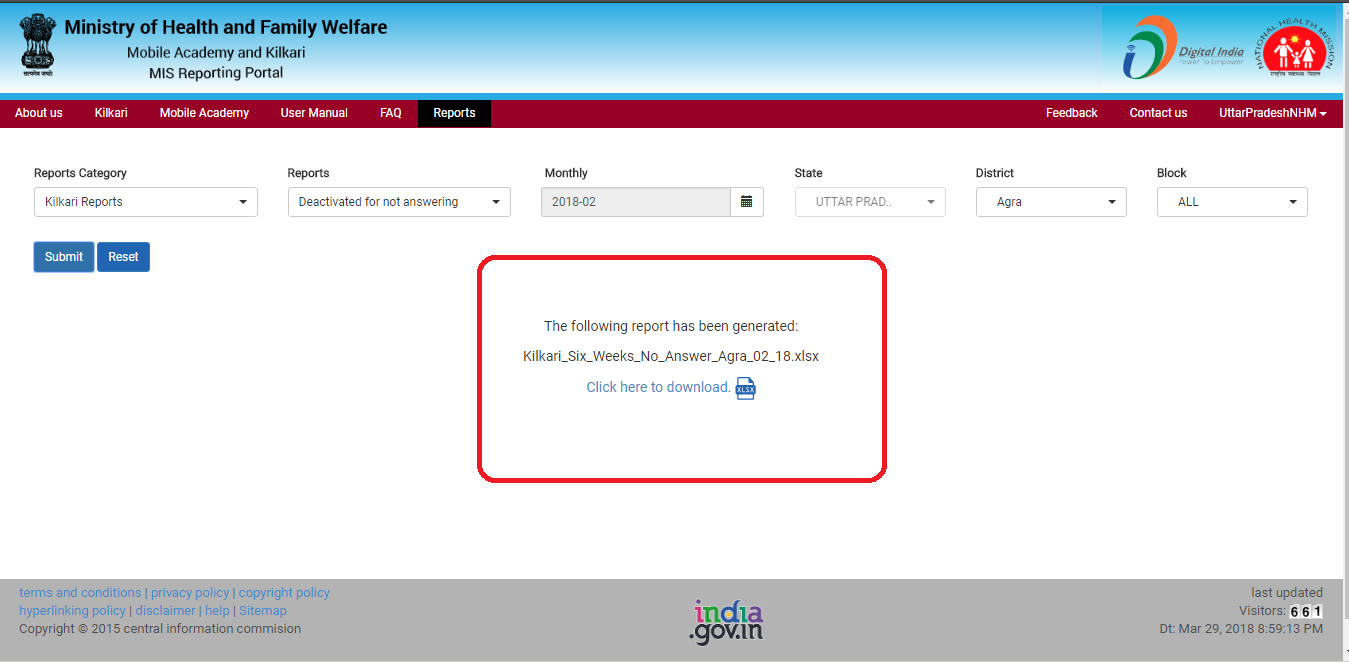 Ministry of Health and Family Welfare
Mobile Academy and Kilkari
MIS Reporting Portal
सत्यमेव जयते
Digital India
Power To Empower
NATIONAL HEALTH MISSION
राष्ट्रीय स्वास्थ्य मिशन
About us Kilkari Mobile Academy User Manual FAQ Reports Feedback Contact us UttarPradeshNHM
Reports Category Reports Monthly State District Block
Kilkari Reports Deactivated for not answering 2018-02 UTTAR PRAD.. Agra ALL
Submit Reset
The following report has been generated:
Kilkari_Six_Weeks_No_Answer_Agra_02_18.xlsx
Click here to download. XLSX
terms and conditions | privacy policy | copyright policy
hyperlinking policy | disclaimer | help | Sitemap
Copyright © 2015 central information commision
india
.gov.in
last updated
Visitors: 661
Dt: Mar 29, 2018 8:59:13 PM